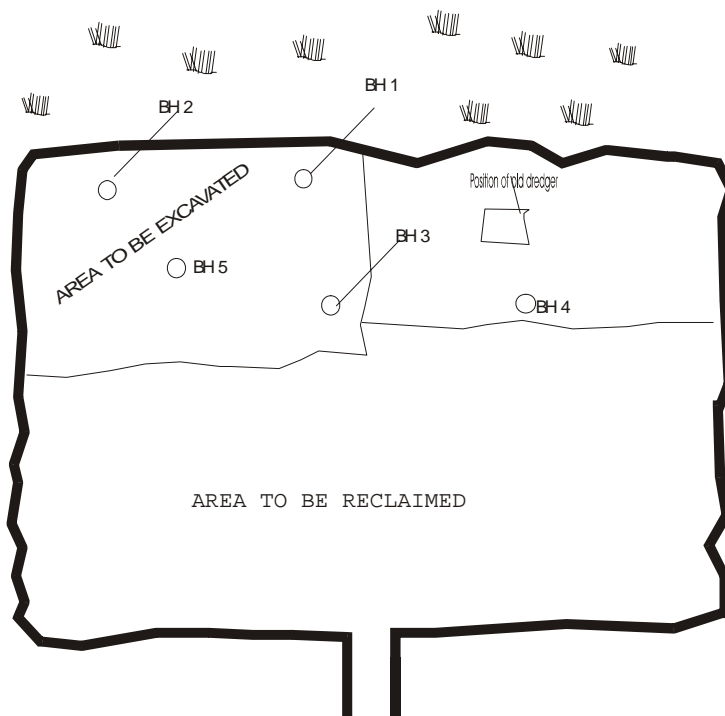 BH 1
BH 2
Position of old dredger
AREA TO BE EXCAVATED
BH 3
BH 5
BH 4
AREA TO BE RECLAIMED